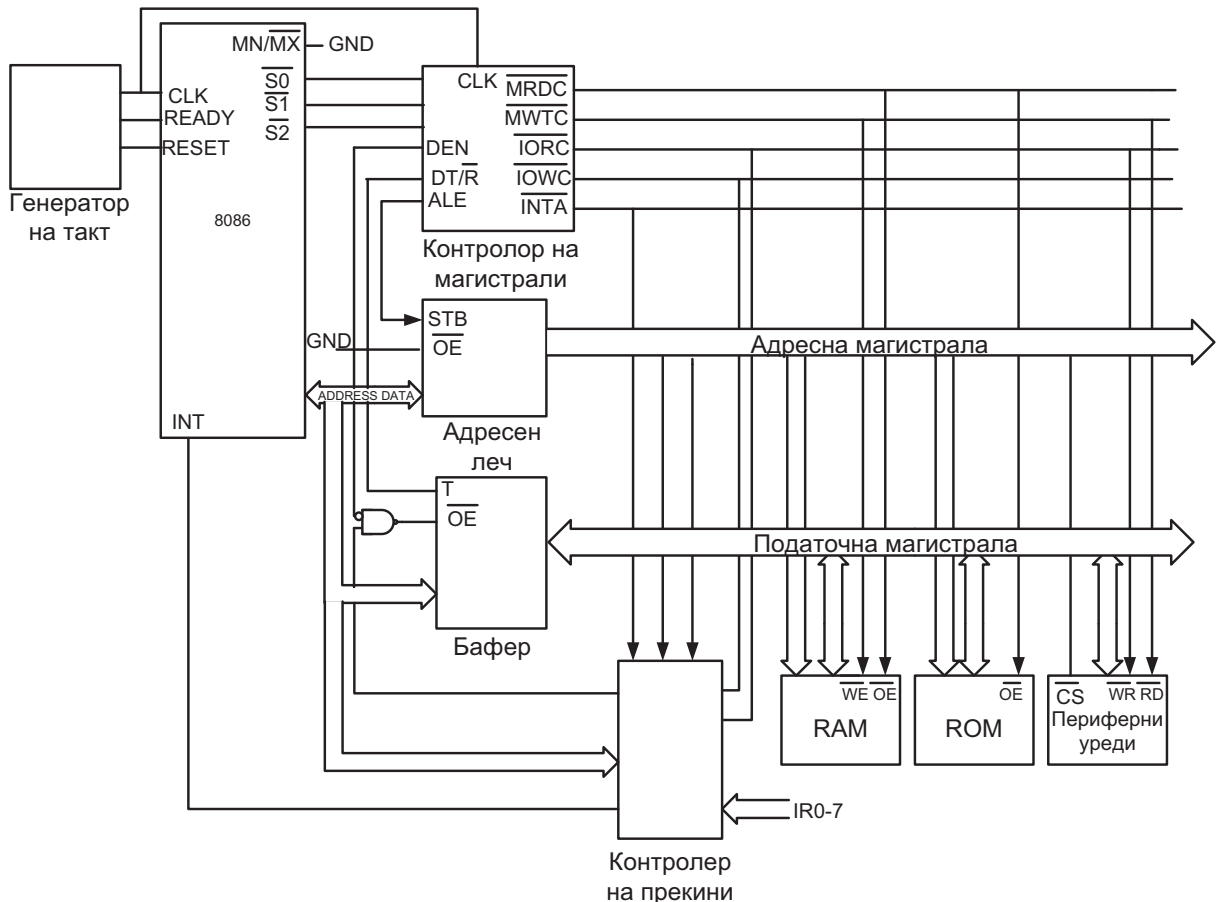 MN/MX
GND
CLK
READY
RESET
S0
S1
S2
8086
INT
Генератор
на такт
CLK
DEN
DT/R
ALE
MRDC
MWTC
IORC
IOWC
INTA
Контролор на
магистрали
STB
OE
GND
ADDRESS DATA
Адресен
леч
Адресна магистрала
T
OE
Бафер
Податочна магистрала
WE OE
RAM
OE
ROM
CS WR RD
Периферни
уреди
IR0-7
Контролер
на прекини